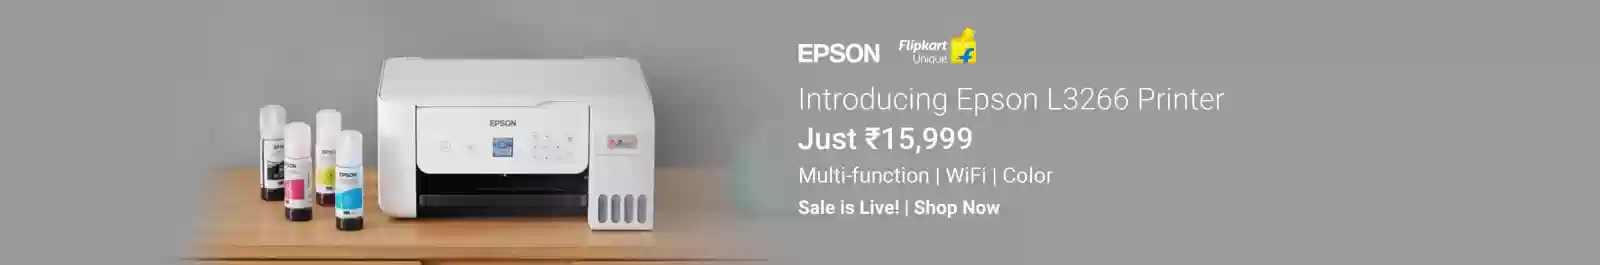 EPSON Flipkart Unique
Introducing Epson L3266 Printer
Just ₹15,999
Multi-function | WiFi | Color
Sale is Live! | Shop Now
EPSON
EPSON